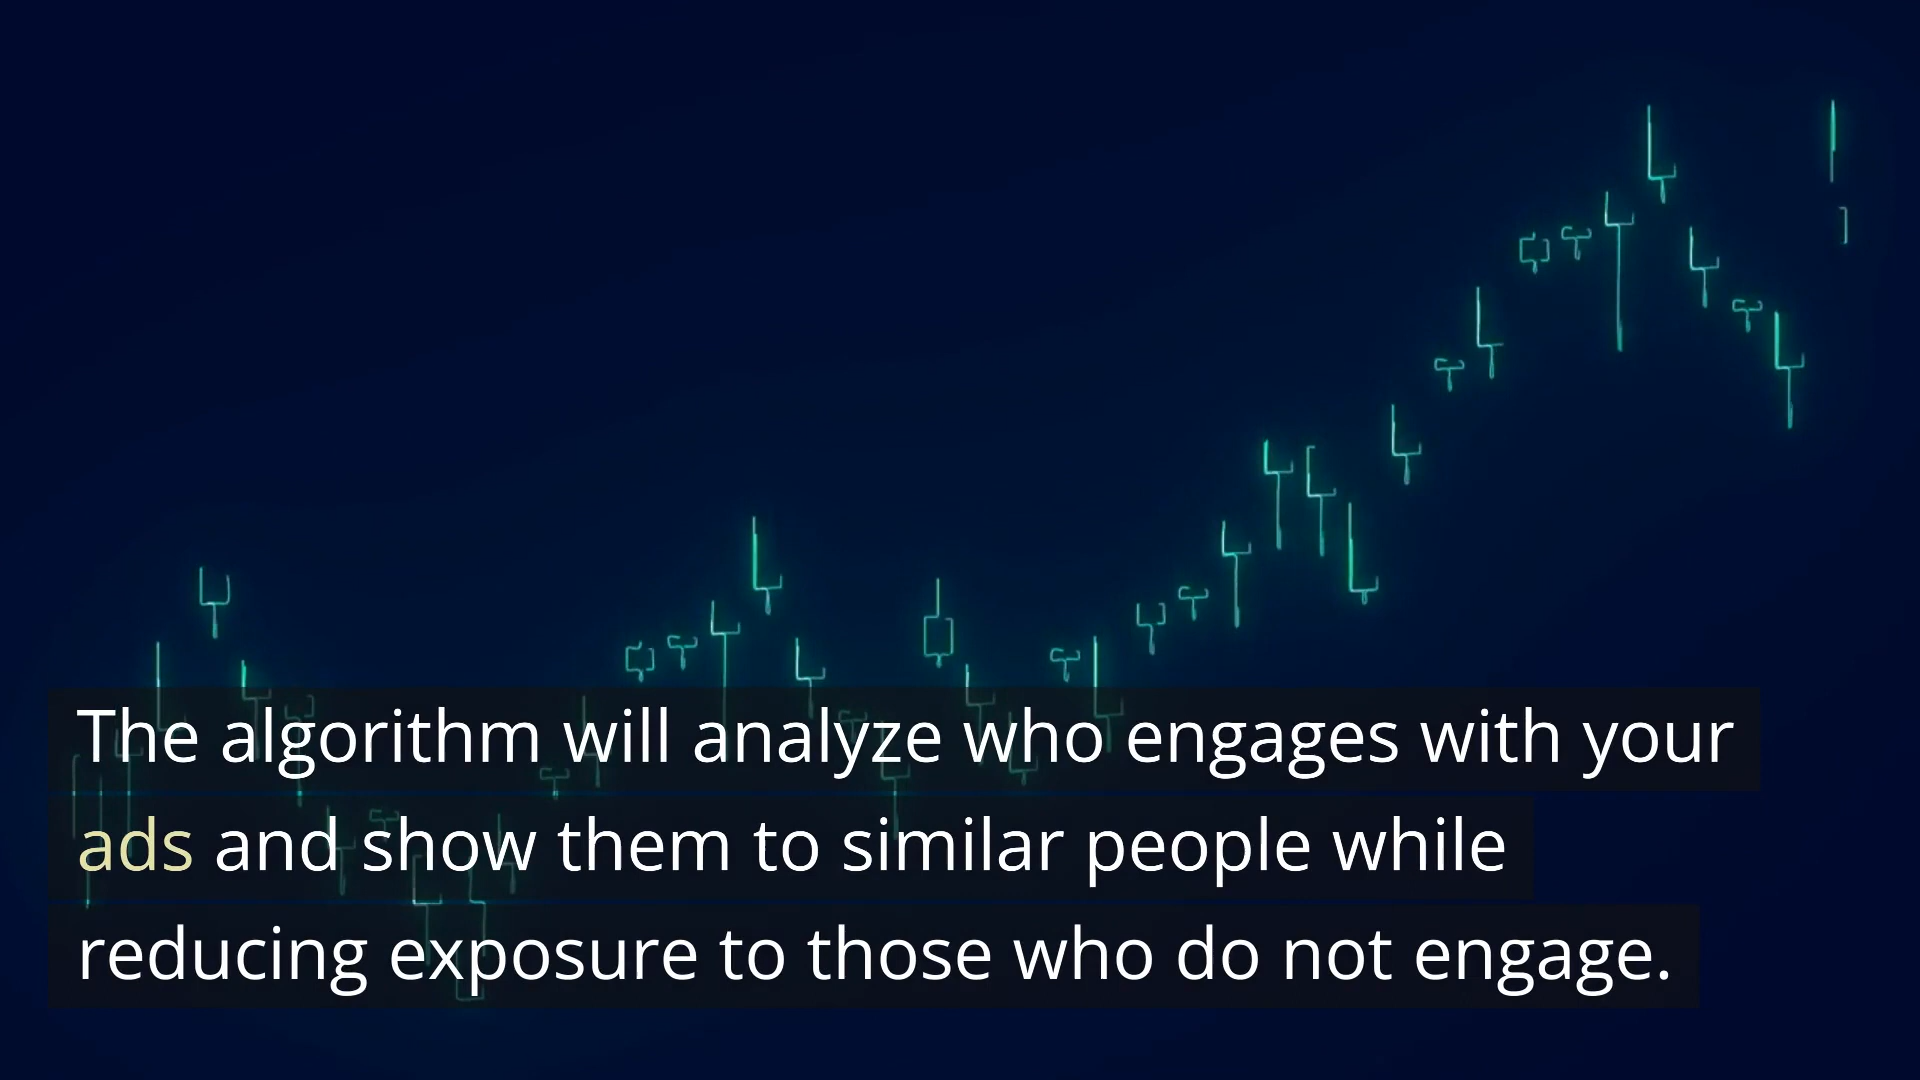 The algorithm will analyze who engages with your
ads and show them to similar people while
reducing exposure to those who do not engage.